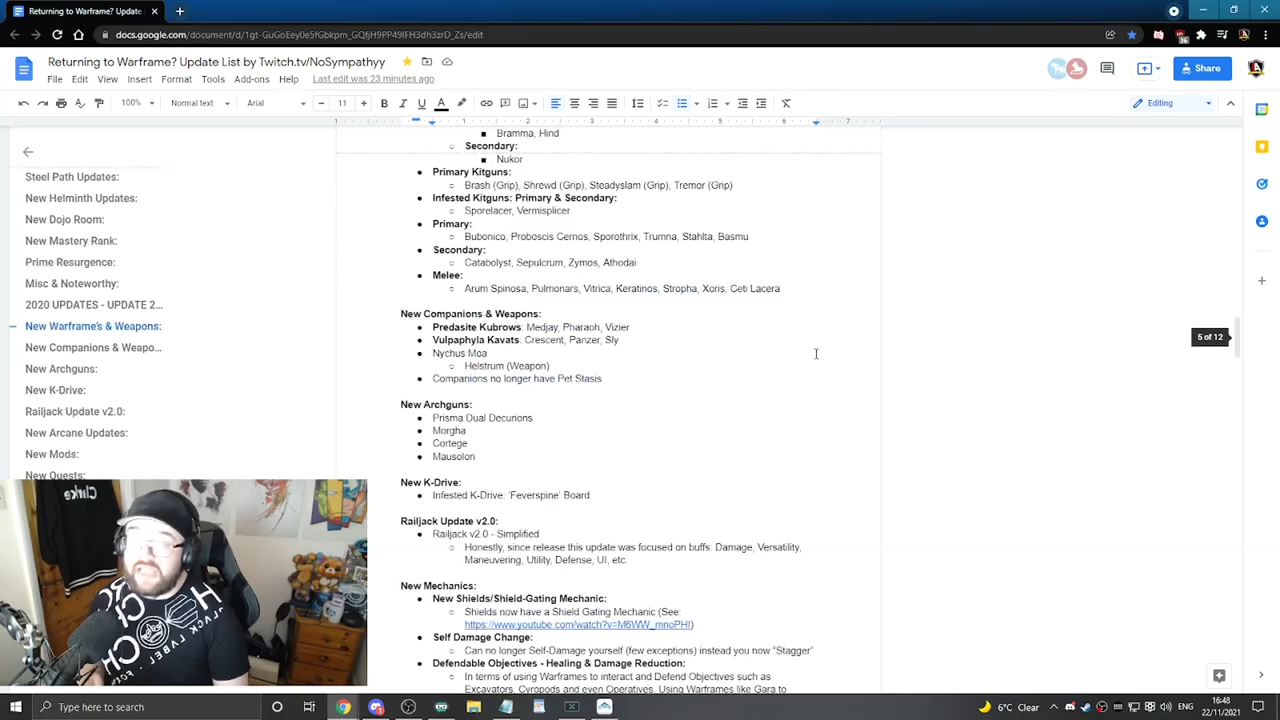 Returning to Warframe? Update
docs.google.com/document/d/1gt-GuGoEey0eSfGbkpm_GQfjH9PP49IFH3dh3zrD_Zs/edit
36
Returning to Warframe? Update List by Twitch.tv/NoSympathyy
File Edit View Insert Format Tools Add-ons Help Last edit was 23 minutes ago
Share
100% Normal text Arial 11 Editing
Steel Path Updates:
New Helminth Updates:
New Dojo Room:
New Mastery Rank:
Prime Resurgence:
Misc & Noteworthy:
2020 UPDATES - UPDATE 2...
New Warframe's & Weapons:
New Companions & Weapo...
New Archguns:
New K-Drive:
Railjack Update v2.0:
New Arcane Updates:
New Mods:
New Quests:
Bramma, Hind
Secondary:
Nukor
Primary Kitguns:
Brash (Grip), Shrewd (Grip), Steadyslam (Grip), Tremor (Grip)
Infested Kitguns: Primary & Secondary:
Sporelacer, Vermisplicer
Primary:
Bubonico, Proboscis Cernos, Sporothrix, Trumna, Stahlta, Basmu
Secondary:
Catabolyst, Sepulcrum, Zymos, Athodai
Melee:
Arum Spinosa, Pulmonars, Vitrica, Keratinos, Stropha, Xoris, Ceti Lacera
New Companions & Weapons:
Predasite Kubrows: Medjay, Pharaoh, Vizier
Vulpaphyla Kavats: Crescent, Panzer, Sly
Nychus Moa
Helstrum (Weapon)
Companions no longer have Pet Stasis
New Archguns:
Prisma Dual Decurions
Morgha
Cortege
Mausolon
New K-Drive:
Infested K-Drive: 'Feverspine' Board
Railjack Update v2.0:
Railjack v2.0 - Simplified
Honestly, since release this update was focused on buffs. Damage, Versatility,
Maneuvering, Utility, Defense, UI, etc.
New Mechanics:
New Shields/Shield-Gating Mechanic:
Shields now have a Shield Gating Mechanic (See:
https://www.youtube.com/watch?v=M6WW_mnoPHI)
Self Damage Change:
Can no longer Self-Damage yourself (few exceptions) instead you now "Stagger"
Defendable Objectives - Healing & Damage Reduction:
In terms of using Warframes to interact and Defend Objectives such as
Excavators, Cyropods and even Operatives. Using Warframes like Gara to
5 of 12
Type here to search
6°C Clear
ENG
16:48
22/11/2021